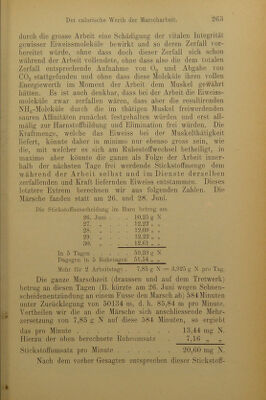 Der calorische Werth der Marscharbeit. 263
durch die grosse Arbeit eine Schädigung der vitalen Integrität
gewisser Eiweissmoleküle bewirkt und so deren Zerfall vor-
bereitet würde, ohne dass doch dieser Zerfall sich schon
während der Arbeit vollendete, ohne dass also die dem totalen
Zerfall entsprechende Aufnahme von O₂ und Abgabe von
CO₂ stattgefunden und ohne dass diese Moleküle ihren vollen
Energiewerth im Moment der Arbeit dem Muskel gewährt
hätten. Es ist auch denkbar, dass bei der Arbeit die Eiweiss-
moleküle zwar zerfallen wären, dass aber die resultirenden
NH₂-Moleküle durch die im thätigen Muskel freiwerdenden
sauren Affinitäten zunächst festgehalten würden und erst all-
mälig zur Harnstoffbildung und Elimination frei würden. Die
Kraftmenge, welche das Eiweiss bei der Muskelthätigkeit
liefert, könnte daher in minimo nur ebenso gross sein, wie
die, mit welcher es sich am Ruhestoffwechsel betheiligt, in
maximo aber könnte die ganze als Folge der Arbeit inner-
halb der nächsten Tage frei werdende Stickstoffmenge dem
während der Arbeit selbst und im Dienste derselben
zerfallenden und Kraft liefernden Eiweiss entstammen. Dieses
letztere Extrem berechnen wir aus folgenden Zahlen. Die
Märsche fanden statt am 26. und 28. Juni.
Die Stickstoffausscheidung im Harn betrug am
26. Juni . . . 10,23 g N
27. " . . . "
28. " . . . 12,00 " "
29. " . . . 12,22 " "
30. " . . . 12,61 " "
In 5 Tagen . . . 59,23 g N
Dagegen in 5 Ruhetagen 51,54 " "
Mehr für 2 Arbeitstage: 7,85 g N = 3,925 g N pro Tag.
Die ganze Marschzeit (draussen und auf dem Tretwerk)
betrug an diesen Tagen (B. kürzte am 26. Juni wegen Sehnen-
scheidenentzündung an einem Fusse den Marsch ab) 584 Minuten
unter Zurücklegung von 50134 m, d. h. 85,84 m pro Minute.
Vertheilen wir die an die Märsche sich anschliessende Mehr-
zersetzung von 7,85 g N auf diese 584 Minuten, so ergiebt
das pro Minute . . . 13,44 mg N.
Hierzu der oben berechnete Ruheumsatz . . . 7,16 " "
Stickstoffumsatz pro Minute . . . 20,60 mg N.
Nach dem vorher Gesagten entsprechen dieser Stickstoff-